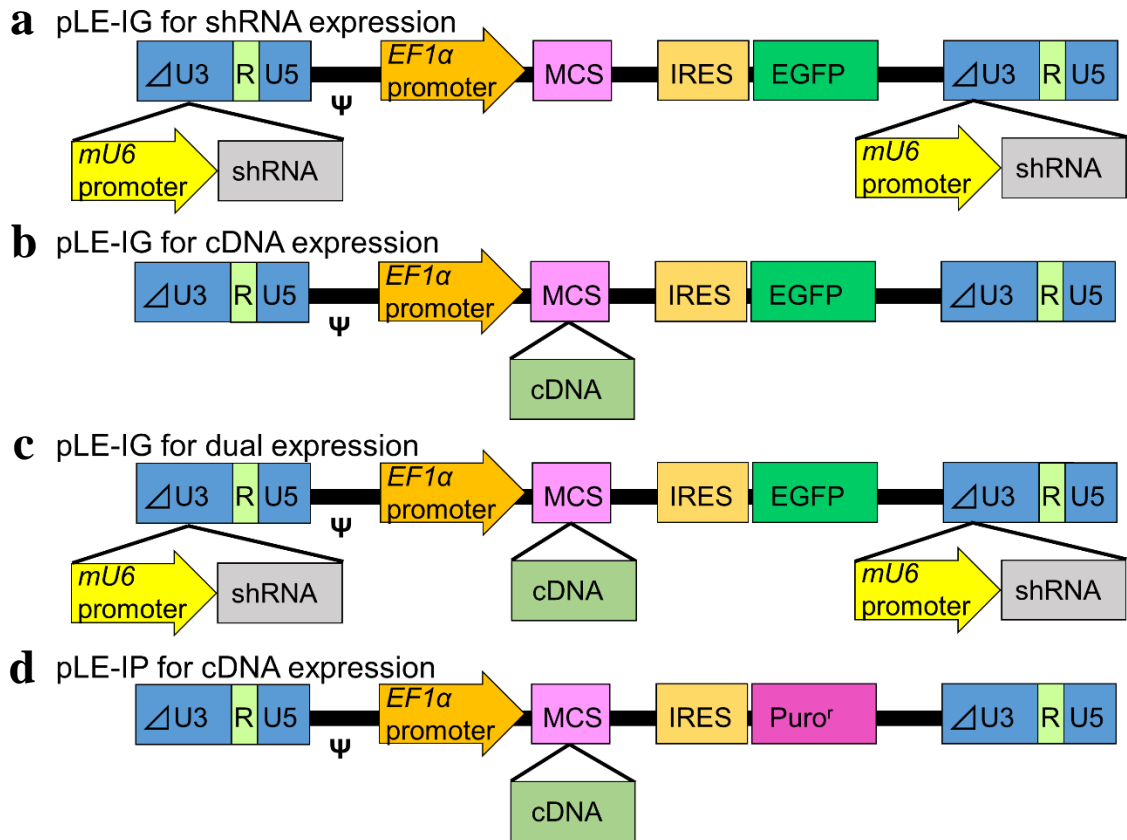 a pLE-IG for shRNA expression
⊿U3 R U5 Ψ EF1α promoter MCS IRES EGFP ⊿U3 R U5
mU6 promoter shRNA mU6 promoter shRNA
b pLE-IG for cDNA expression
⊿U3 R U5 Ψ EF1α promoter MCS IRES EGFP ⊿U3 R U5
cDNA
c pLE-IG for dual expression
⊿U3 R U5 Ψ EF1α promoter MCS IRES EGFP ⊿U3 R U5
mU6 promoter shRNA cDNA mU6 promoter shRNA
d pLE-IP for cDNA expression
⊿U3 R U5 Ψ EF1α promoter MCS IRES Puroʳ ⊿U3 R U5
cDNA